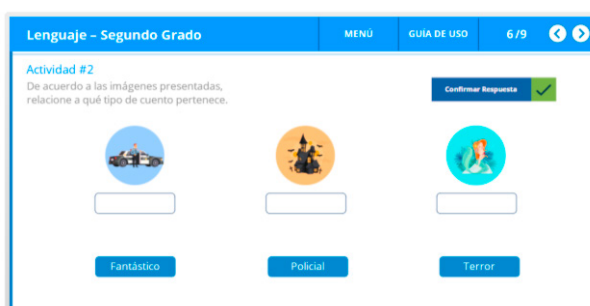 Lenguaje – Segundo Grado
MENÚ
GUÍA DE USO
6/9
Actividad #2
De acuerdo a las imágenes presentadas,
relacione a qué tipo de cuento pertenece.
Confirmar Respuesta
Fantástico
Policial
Terror